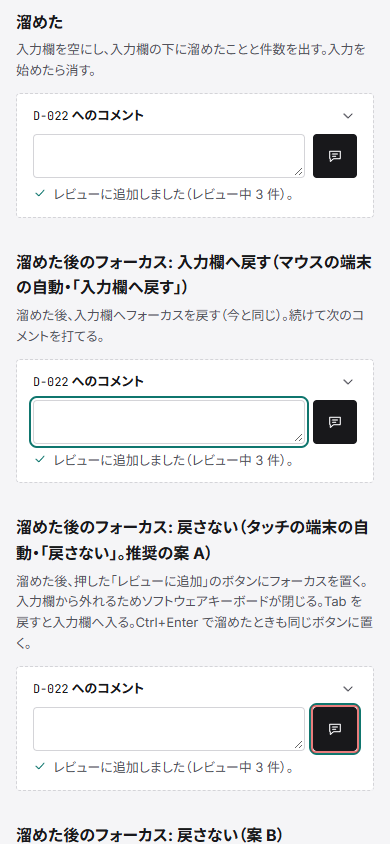 溜めた
入力欄を空にし、入力欄の下に溜めたことと件数を出す。入力を
始めたら消す。
D-022 へのコメント
レビューに追加しました（レビュー中 3 件）。
溜めた後のフォーカス: 入力欄へ戻す（マウスの端末
の自動・「入力欄へ戻す」）
溜めた後、入力欄へフォーカスを戻す（今と同じ）。続けて次のコ
メントを打てる。
D-022 へのコメント
レビューに追加しました（レビュー中 3 件）。
溜めた後のフォーカス: 戻さない（タッチの端末の自
動・「戻さない」。推奨の案 A）
溜めた後、押した「レビューに追加」のボタンにフォーカスを置く。
入力欄から外れるためソフトウェアキーボードが閉じる。Tab を
戻すと入力欄へ入る。Ctrl+Enter で溜めたときも同じボタンに置
く。
D-022 へのコメント
レビューに追加しました（レビュー中 3 件）。
溜めた後のフォーカス: 戻さない（案 B）